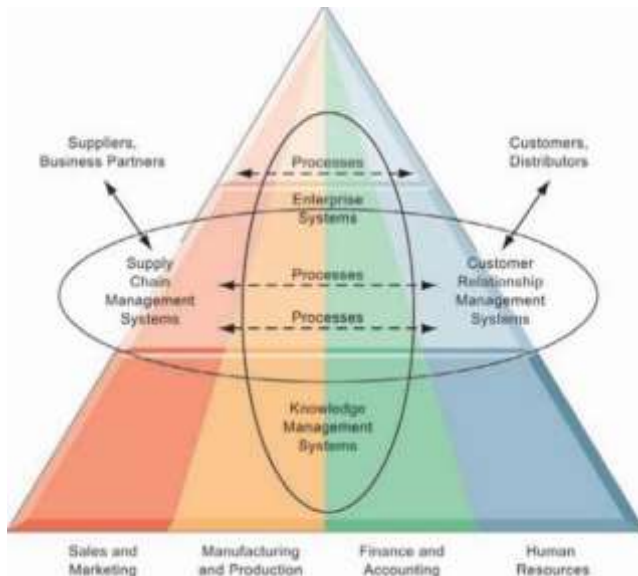 Suppliers,
Business Partners
Customers,
Distributors
Processes
Enterprise
Systems
Supply
Chain
Management
Systems
Processes
Processes
Customer
Relationship
Management
Systems
Knowledge
Management
Systems
Sales and
Marketing
Manufacturing
and Production
Finance and
Accounting
Human
Resources